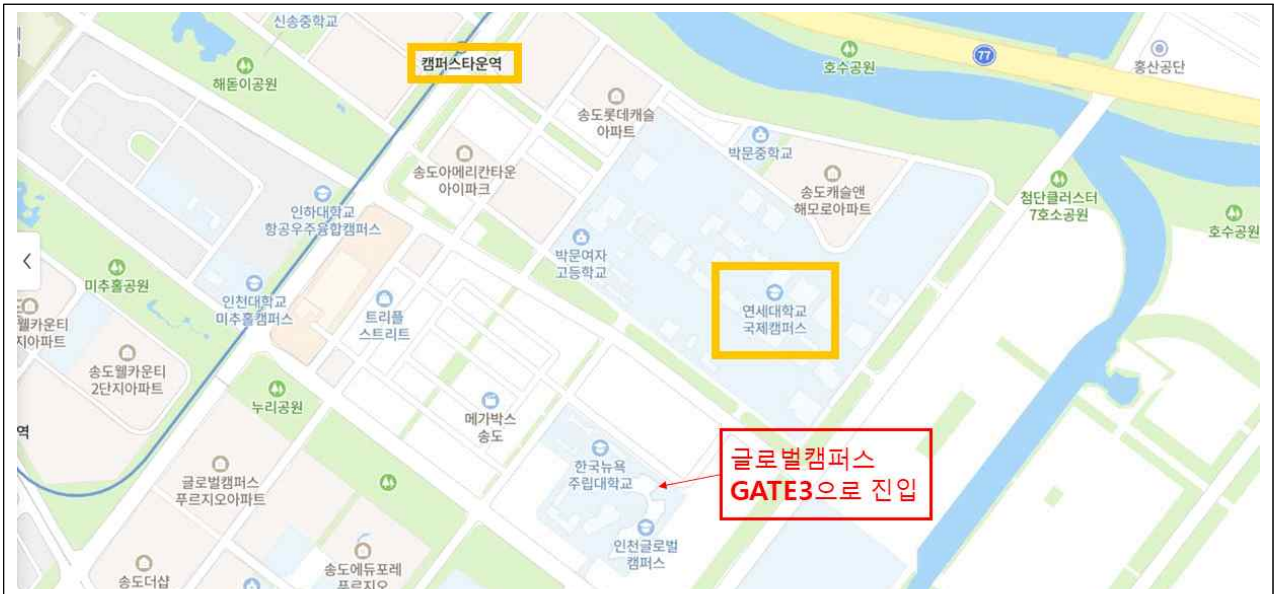 신송중학교
해돋이공원
캠퍼스타운역
호수공원
77
홍산공단
송도롯데캐슬
아파트
박문중학교
송도아메리칸타운
아이파크
송도캐슬앤
해모로아파트
첨단클러스터
7호소공원
호수공원
인하대학교
항공우주융합캠퍼스
박문여자
고등학교
미추홀공원
인천대학교
미추홀캠퍼스
트리플
스트리트
연세대학교
국제캠퍼스
웰카운티
지아파트
송도웰카운티
2단지아파트
누리공원
메가박스
송도
역
글로벌캠퍼스
푸르지오아파트
한국뉴욕
주립대학교
글로벌캠퍼스
GATE3으로 진입
인천글로벌
캠퍼스
송도더샵
송도에듀포레
푸르지오